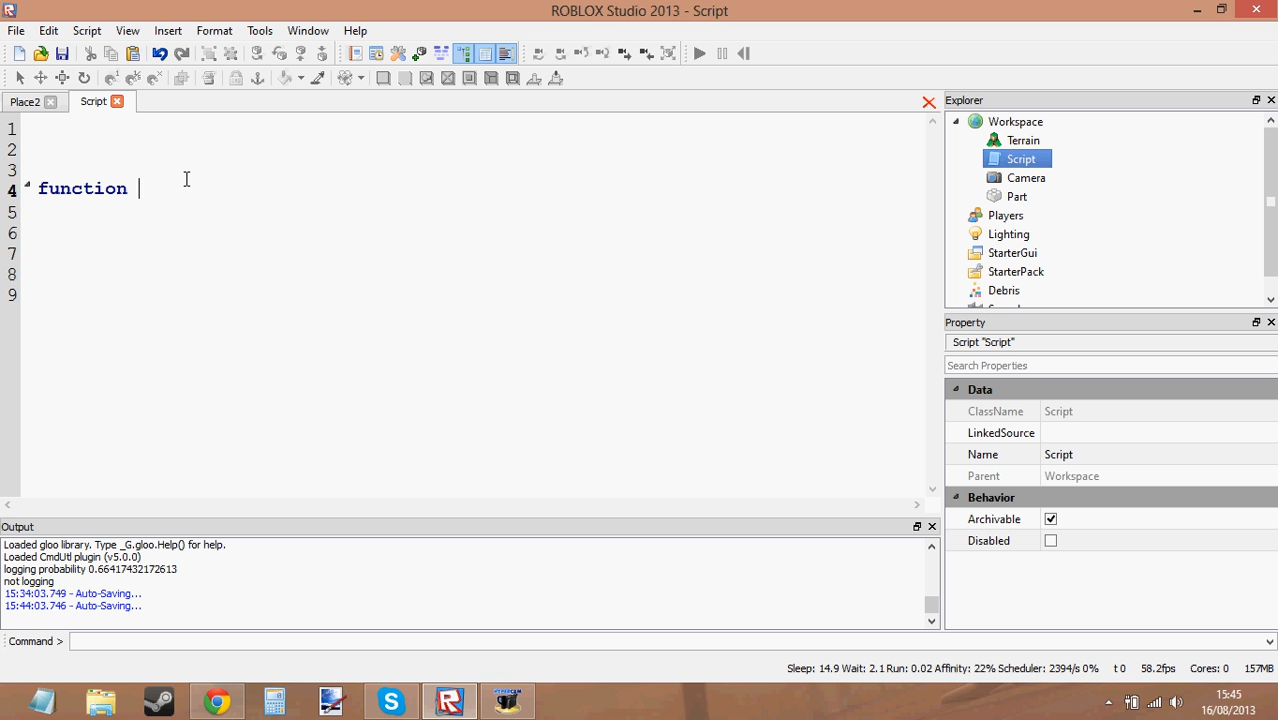 ROBLOX Studio 2013 - Script
File Edit Script View Insert Format Tools Window Help
Place2 Script
1
2
3
4 function
5
6
7
8
9
Explorer
Workspace
Terrain
Script
Camera
Part
Players
Lighting
StarterGui
StarterPack
Debris
Property
Script "Script"
Search Properties
Data
ClassName Script
LinkedSource
Name Script
Parent Workspace
Behavior
Archivable
Disabled
Output
Loaded gloo library. Type _G.gloo.Help() for help.
Loaded CmdUtl plugin (v5.0.0)
logging probability 0.66417432172613
not logging
15:34:03.749 - Auto-Saving...
15:44:03.746 - Auto-Saving...
Command >
Sleep: 14.9 Wait: 2.1 Run: 0.02 Affinity: 22% Scheduler: 2394/s 0% t 0 58.2fps Cores: 0 157MB
HYPERCAM
15:45
16/08/2013